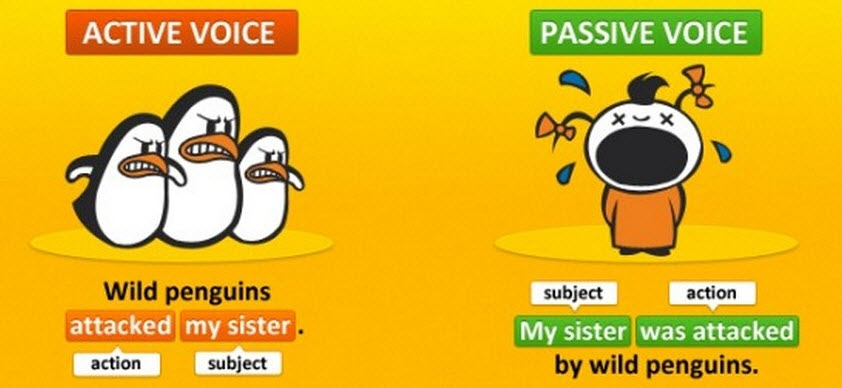 ACTIVE VOICE
Wild penguins
attacked my sister.
action subject
PASSIVE VOICE
subject action
My sister was attacked
by wild penguins.